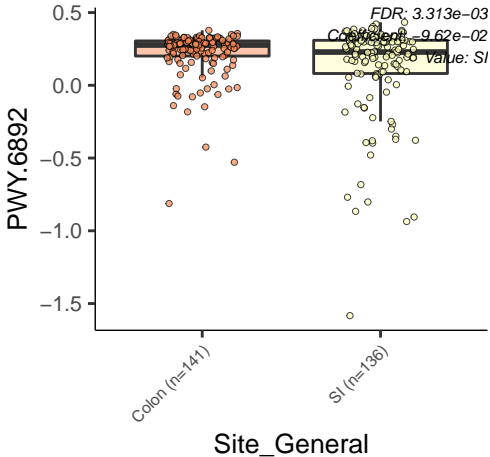 FDR: 3.313e−03
Coefficient: −9.62e−02
Value: SI
0.5
0.0
−0.5
−1.0
−1.5
PWY.6892
Colon (n=141)
SI (n=136)
Site_General